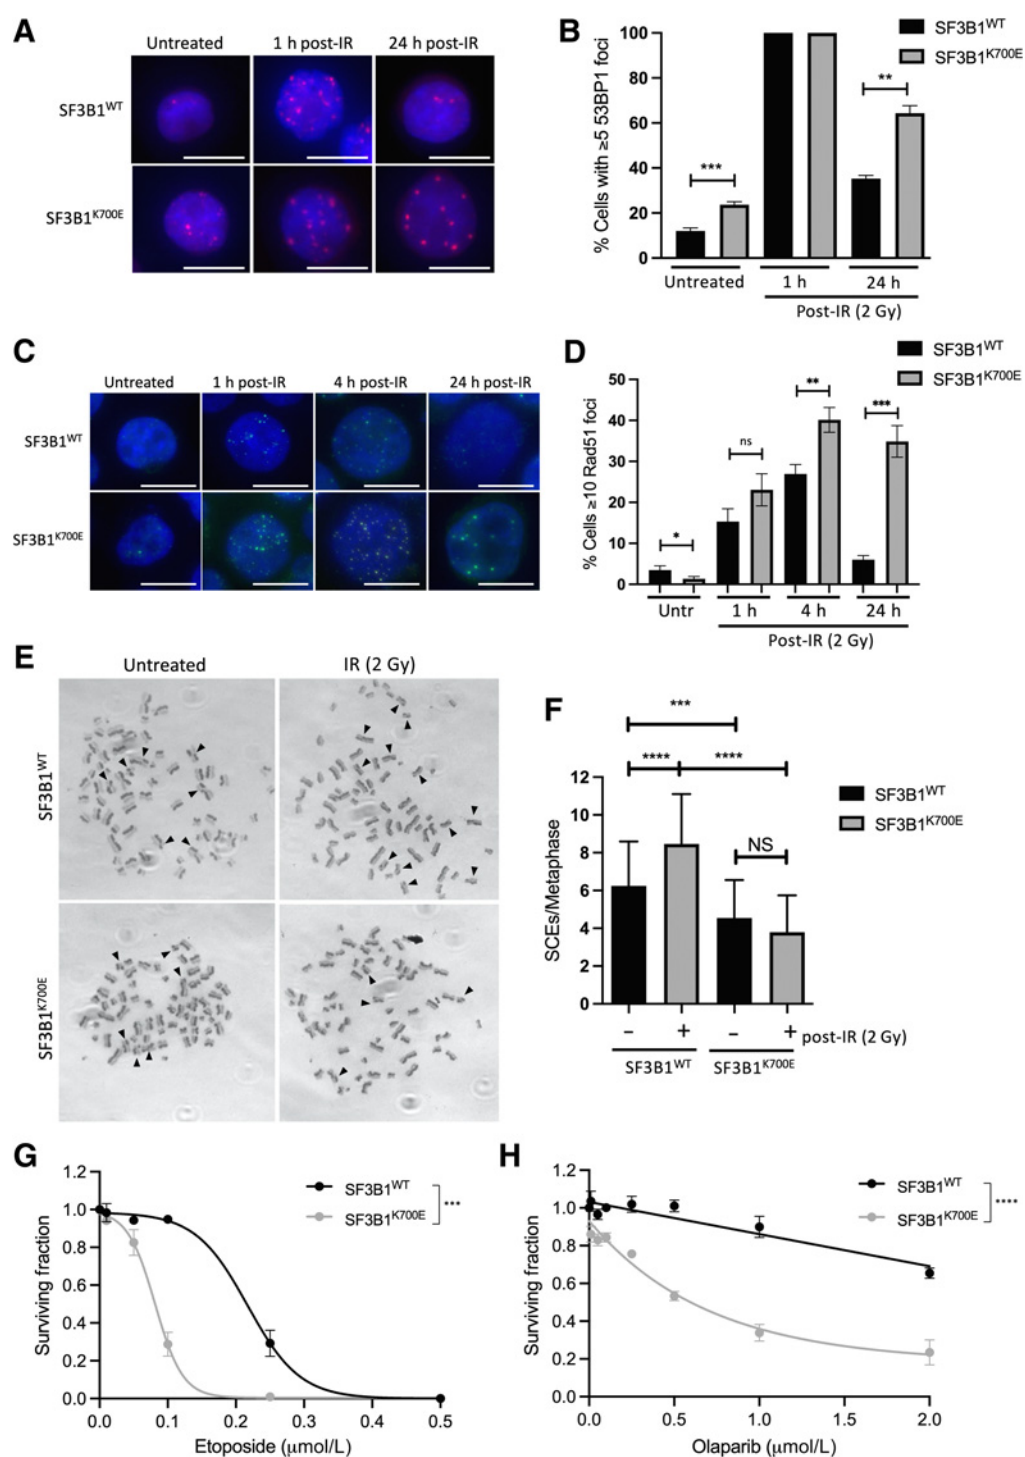 A
Untreated 1 h post-IR 24 h post-IR
SF3B1WT
SF3B1K700E
B
SF3B1WT
SF3B1K700E
% Cells with ≥5 53BP1 foci
100
80
60
40
20
0
***
**
Untreated 1 h 24 h
Post-IR (2 Gy)
C
Untreated 1 h post-IR 4 h post-IR 24 h post-IR
SF3B1WT
SF3B1K700E
D
SF3B1WT
SF3B1K700E
% Cells ≥10 Rad51 foci
50
40
30
20
10
0
*
ns
**
***
Untr 1 h 4 h 24 h
Post-IR (2 Gy)
E
Untreated IR (2 Gy)
SF3B1WT
SF3B1K700E
F
***
**** ****
NS
SF3B1WT
SF3B1K700E
SCEs/Metaphase
12
10
8
6
4
2
0
− + − + post-IR (2 Gy)
SF3B1WT SF3B1K700E
G
SF3B1WT
SF3B1K700E
***
Surviving fraction
1.2
1.0
0.8
0.6
0.4
0.2
0.0
0.0 0.1 0.2 0.3 0.4 0.5
Etoposide (μmol/L)
H
SF3B1WT
SF3B1K700E
****
Surviving fraction
1.2
1.0
0.8
0.6
0.4
0.2
0.0
0.0 0.5 1.0 1.5 2.0
Olaparib (μmol/L)